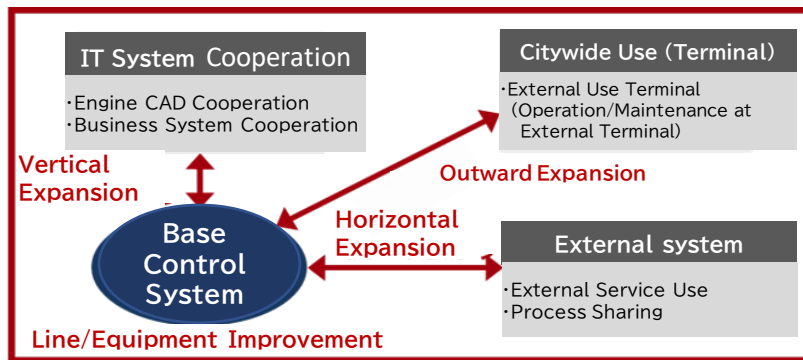 IT System Cooperation
・Engine CAD Cooperation
・Business System Cooperation
Citywide Use (Terminal)
・External Use Terminal
(Operation/Maintenance at
External Terminal)
Vertical
Expansion
Outward Expansion
Horizontal
Expansion
Base
Control
System
External system
・External Service Use
・Process Sharing
Line/Equipment Improvement